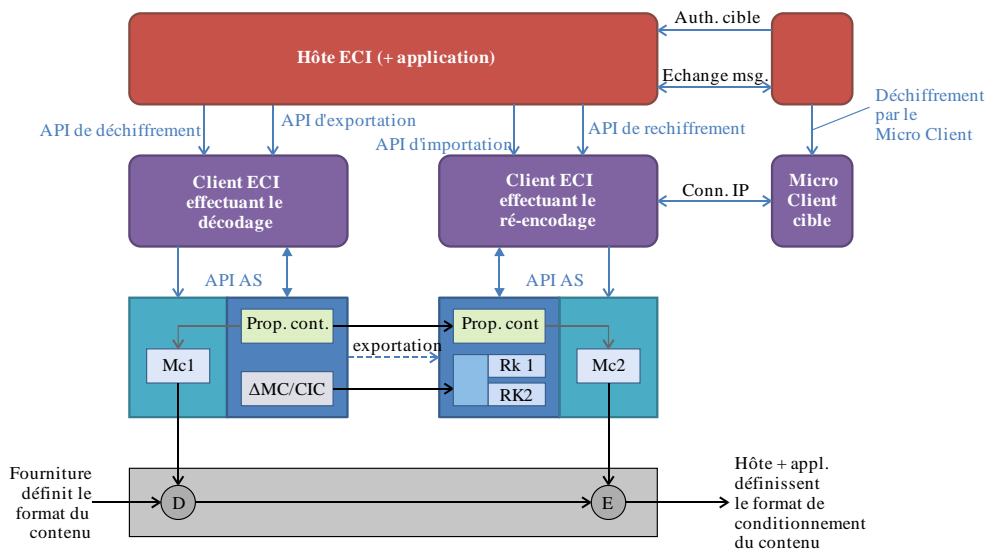 Auth. cible
Hôte ECI (+ application)
Echange msg.
API de déchiffrement
API d'exportation
API d'importation
API de rechiffrement
Déchiffrement
par le
Micro Client
Client ECI
effectuant le
décodage
Client ECI
effectuant le
ré-encodage
Conn. IP
Micro
Client
cible
API AS
API AS
Prop. cont.
Prop. cont
exportation
Mc1
Rk 1
Mc2
ΔMC/CIC
RK2
Fourniture
définit le
format du
contenu
D
E
Hôte + appl.
définissent
le format de
conditionnement
du contenu